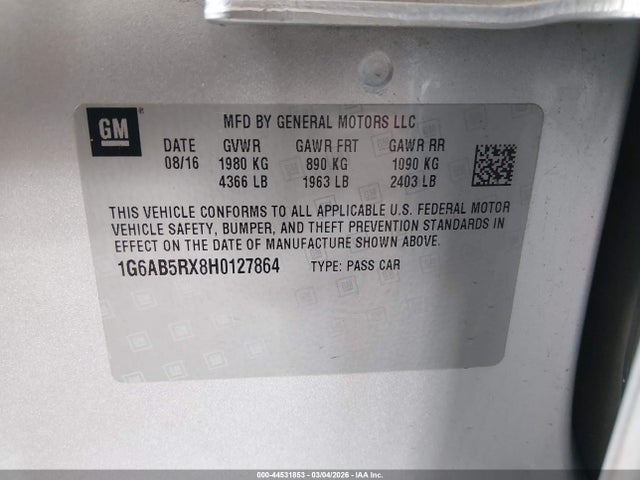 GM
MFD BY GENERAL MOTORS LLC
DATE GVWR GAWR FRT GAWR RR
08/16 1980 KG 890 KG 1090 KG
4366 LB 1963 LB 2403 LB
THIS VEHICLE CONFORMS TO ALL APPLICABLE U.S. FEDERAL MOTOR
VEHICLE SAFETY, BUMPER, AND THEFT PREVENTION STANDARDS IN
EFFECT ON THE DATE OF MANUFACTURE SHOWN ABOVE.
1G6AB5RX8H0127864 TYPE: PASS CAR
000-44531853 - 03/04/2026 - IAA Inc.